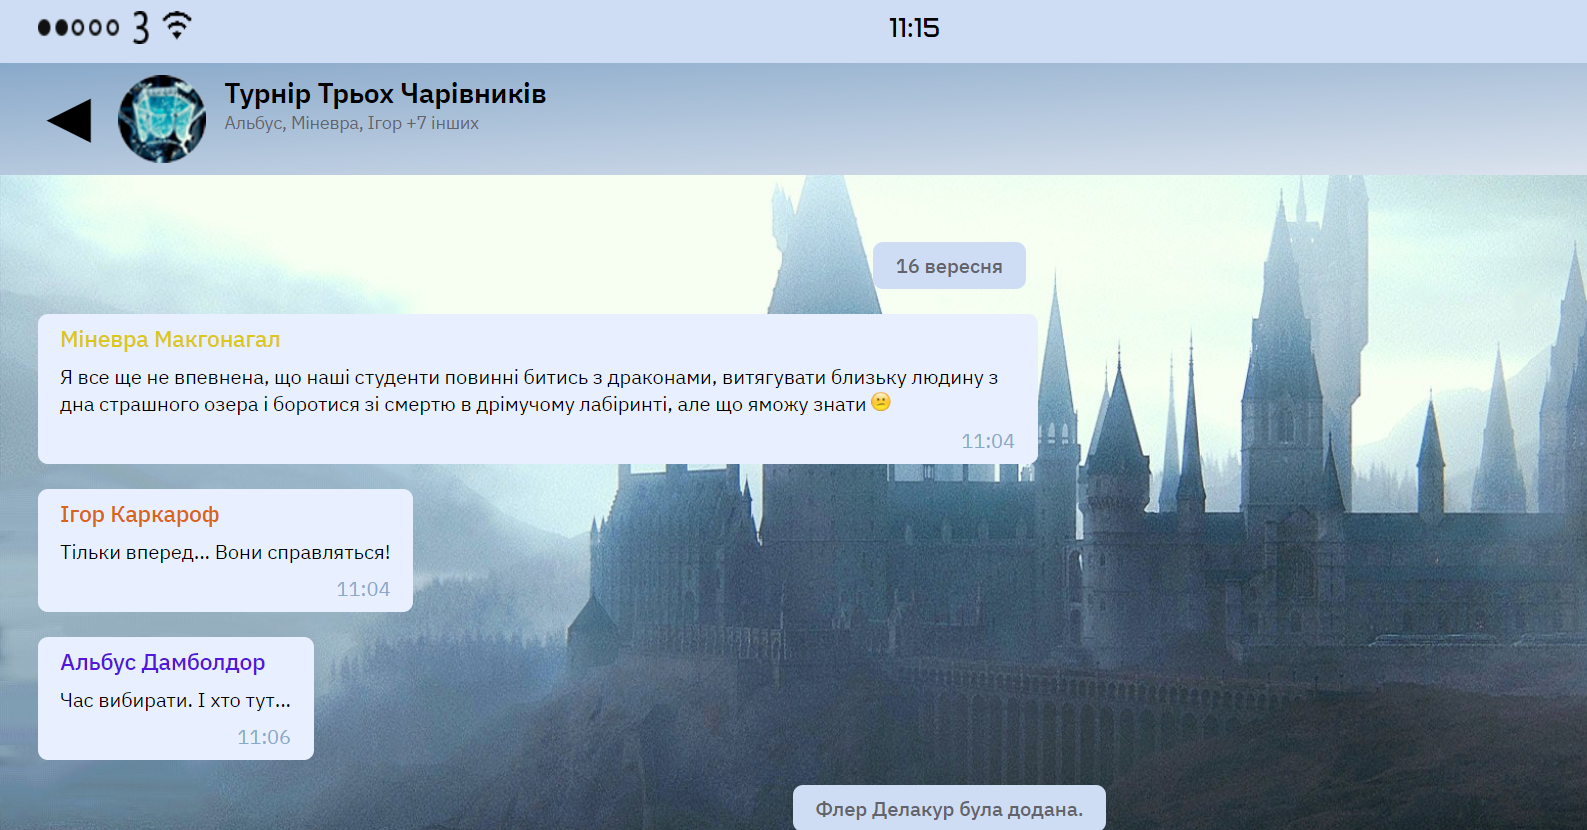 3
11:15
Турнір Трьох Чарівників
Альбус, Міневра, Ігор +7 інших
16 вересня
Міневра Макгонагал
Я все ще не впевнена, що наші студенти повинні битись з драконами, витягувати близьку людину з
дна страшного озера і боротися зі смертю в дрімучому лабіринті, але що яможу знати 😕
11:04
Ігор Каркароф
Тільки вперед... Вони справляться!
11:04
Альбус Дамболдор
Час вибирати. І хто тут...
11:06
Флер Делакур була додана.